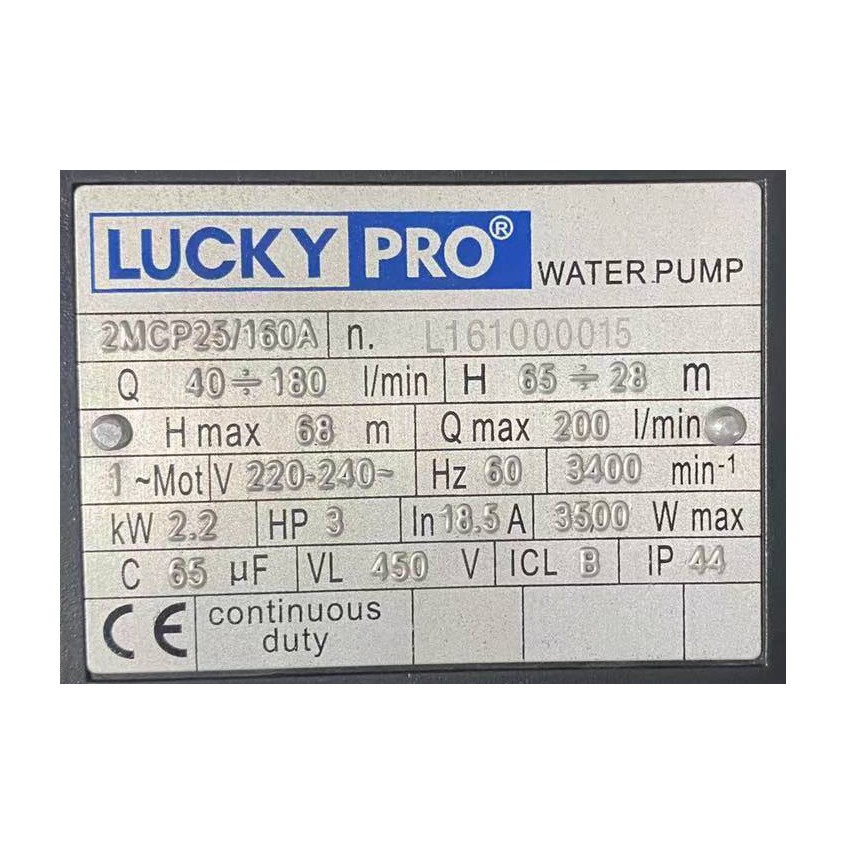 LUCKY PRO® WATER PUMP
2MCP25/160A n. L161000015
Q 40÷180 l/min H 65÷28 m
H max 68 m Q max 200 l/min
1~Mot V 220-240~ Hz 60 3400 min-1
kW 2.2 HP 3 In 18.5 A 3500 W max
C 65 µF VL 450 V ICL B IP 44
CE continuous
duty